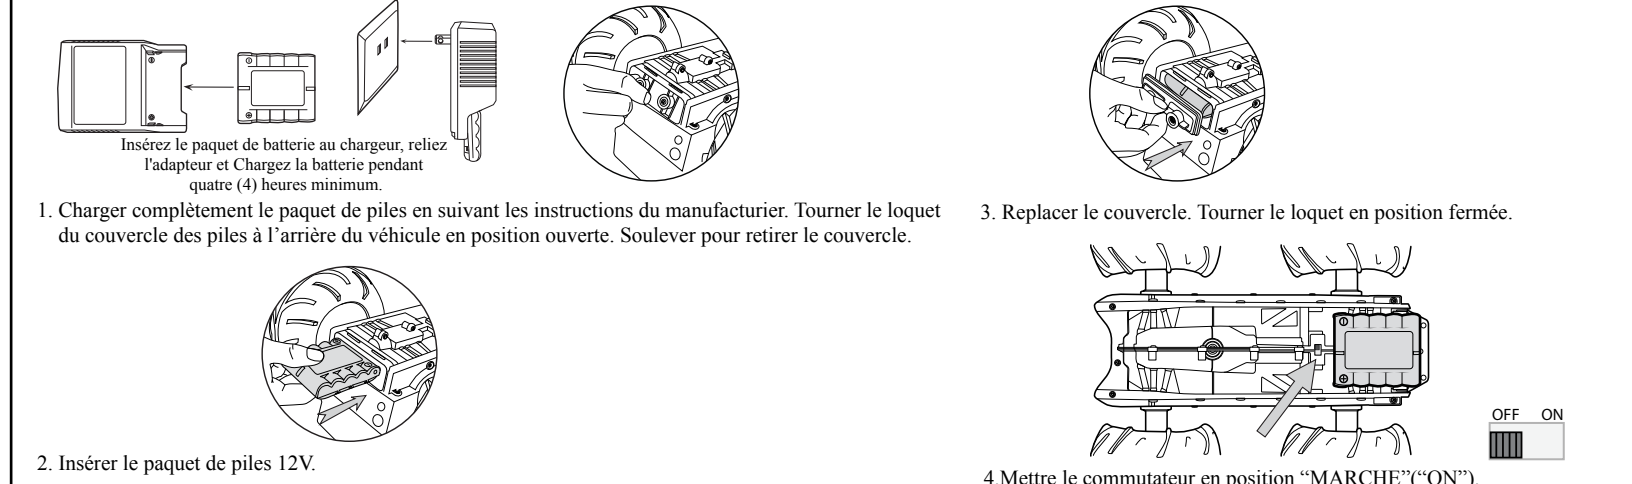 Insérez le paquet de batterie au chargeur, reliez
l'adapteur et Chargez la batterie pendant
quatre (4) heures minimum.
1. Charger complètement le paquet de piles en suivant les instructions du manufacturier. Tourner le loquet
du couvercle des piles à l’arrière du véhicule en position ouverte. Soulever pour retirer le couvercle.
2. Insérer le paquet de piles 12V.
3. Replacer le couvercle. Tourner le loquet en position fermée.
OFF ON
4.Mettre le commutateur en position “MARCHE”(“ON”).